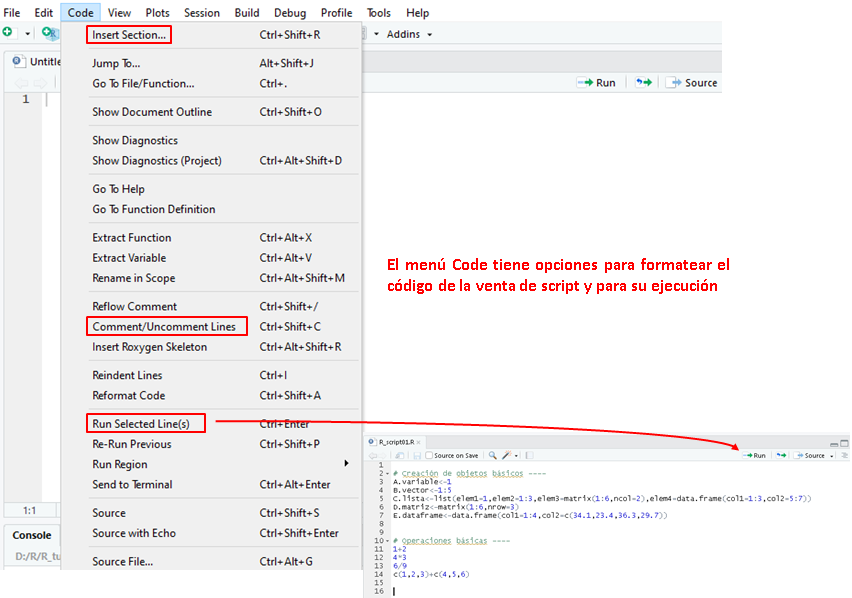 File Edit Code View Plots Session Build Debug Profile Tools Help
Insert Section... Ctrl+Shift+R
Addins
Jump To... Alt+Shift+J
Go To File/Function... Ctrl+.
Run Source
1
Show Document Outline Ctrl+Shift+O
Show Diagnostics
Show Diagnostics (Project) Ctrl+Alt+Shift+D
Go To Help
Go To Function Definition
Extract Function Ctrl+Alt+X
Extract Variable Ctrl+Alt+V
Rename in Scope Ctrl+Alt+Shift+M
Reflow Comment Ctrl+Shift+/
Comment/Uncomment Lines Ctrl+Shift+C
Insert Roxygen Skeleton Ctrl+Alt+Shift+R
Reindent Lines Ctrl+I
Reformat Code Ctrl+Shift+A
Run Selected Line(s) Ctrl+Enter
Re-Run Previous Ctrl+Shift+P
Run Region
Send to Terminal Ctrl+Alt+Enter
1:1
Source Ctrl+Shift+S
Source with Echo Ctrl+Shift+Enter
Console
Source File... Ctrl+Alt+G
El menú Code tiene opciones para formatear el
código de la venta de script y para su ejecución
R_script01.R
Source on Save Run Source
1
2 # Creación de objetos básicos ----
3 A.variable<-1
4 B.vector<-1:5
5 C.lista<-list(elem1=1,elem2=1:3,elem3=matrix(1:6,ncol=2),elem4=data.frame(col1=1:3,col2=5:7))
6 D.matriz<-matrix(1:6,nrow=3)
7 E.dataframe<-data.frame(col1=1:4,col2=c(34.1,23.4,36.3,29.7))
8
9
10 # Operaciones básicas ----
11 1+2
12 4*3
13 6/9
14 c(1,2,3)+c(4,5,6)
15
16